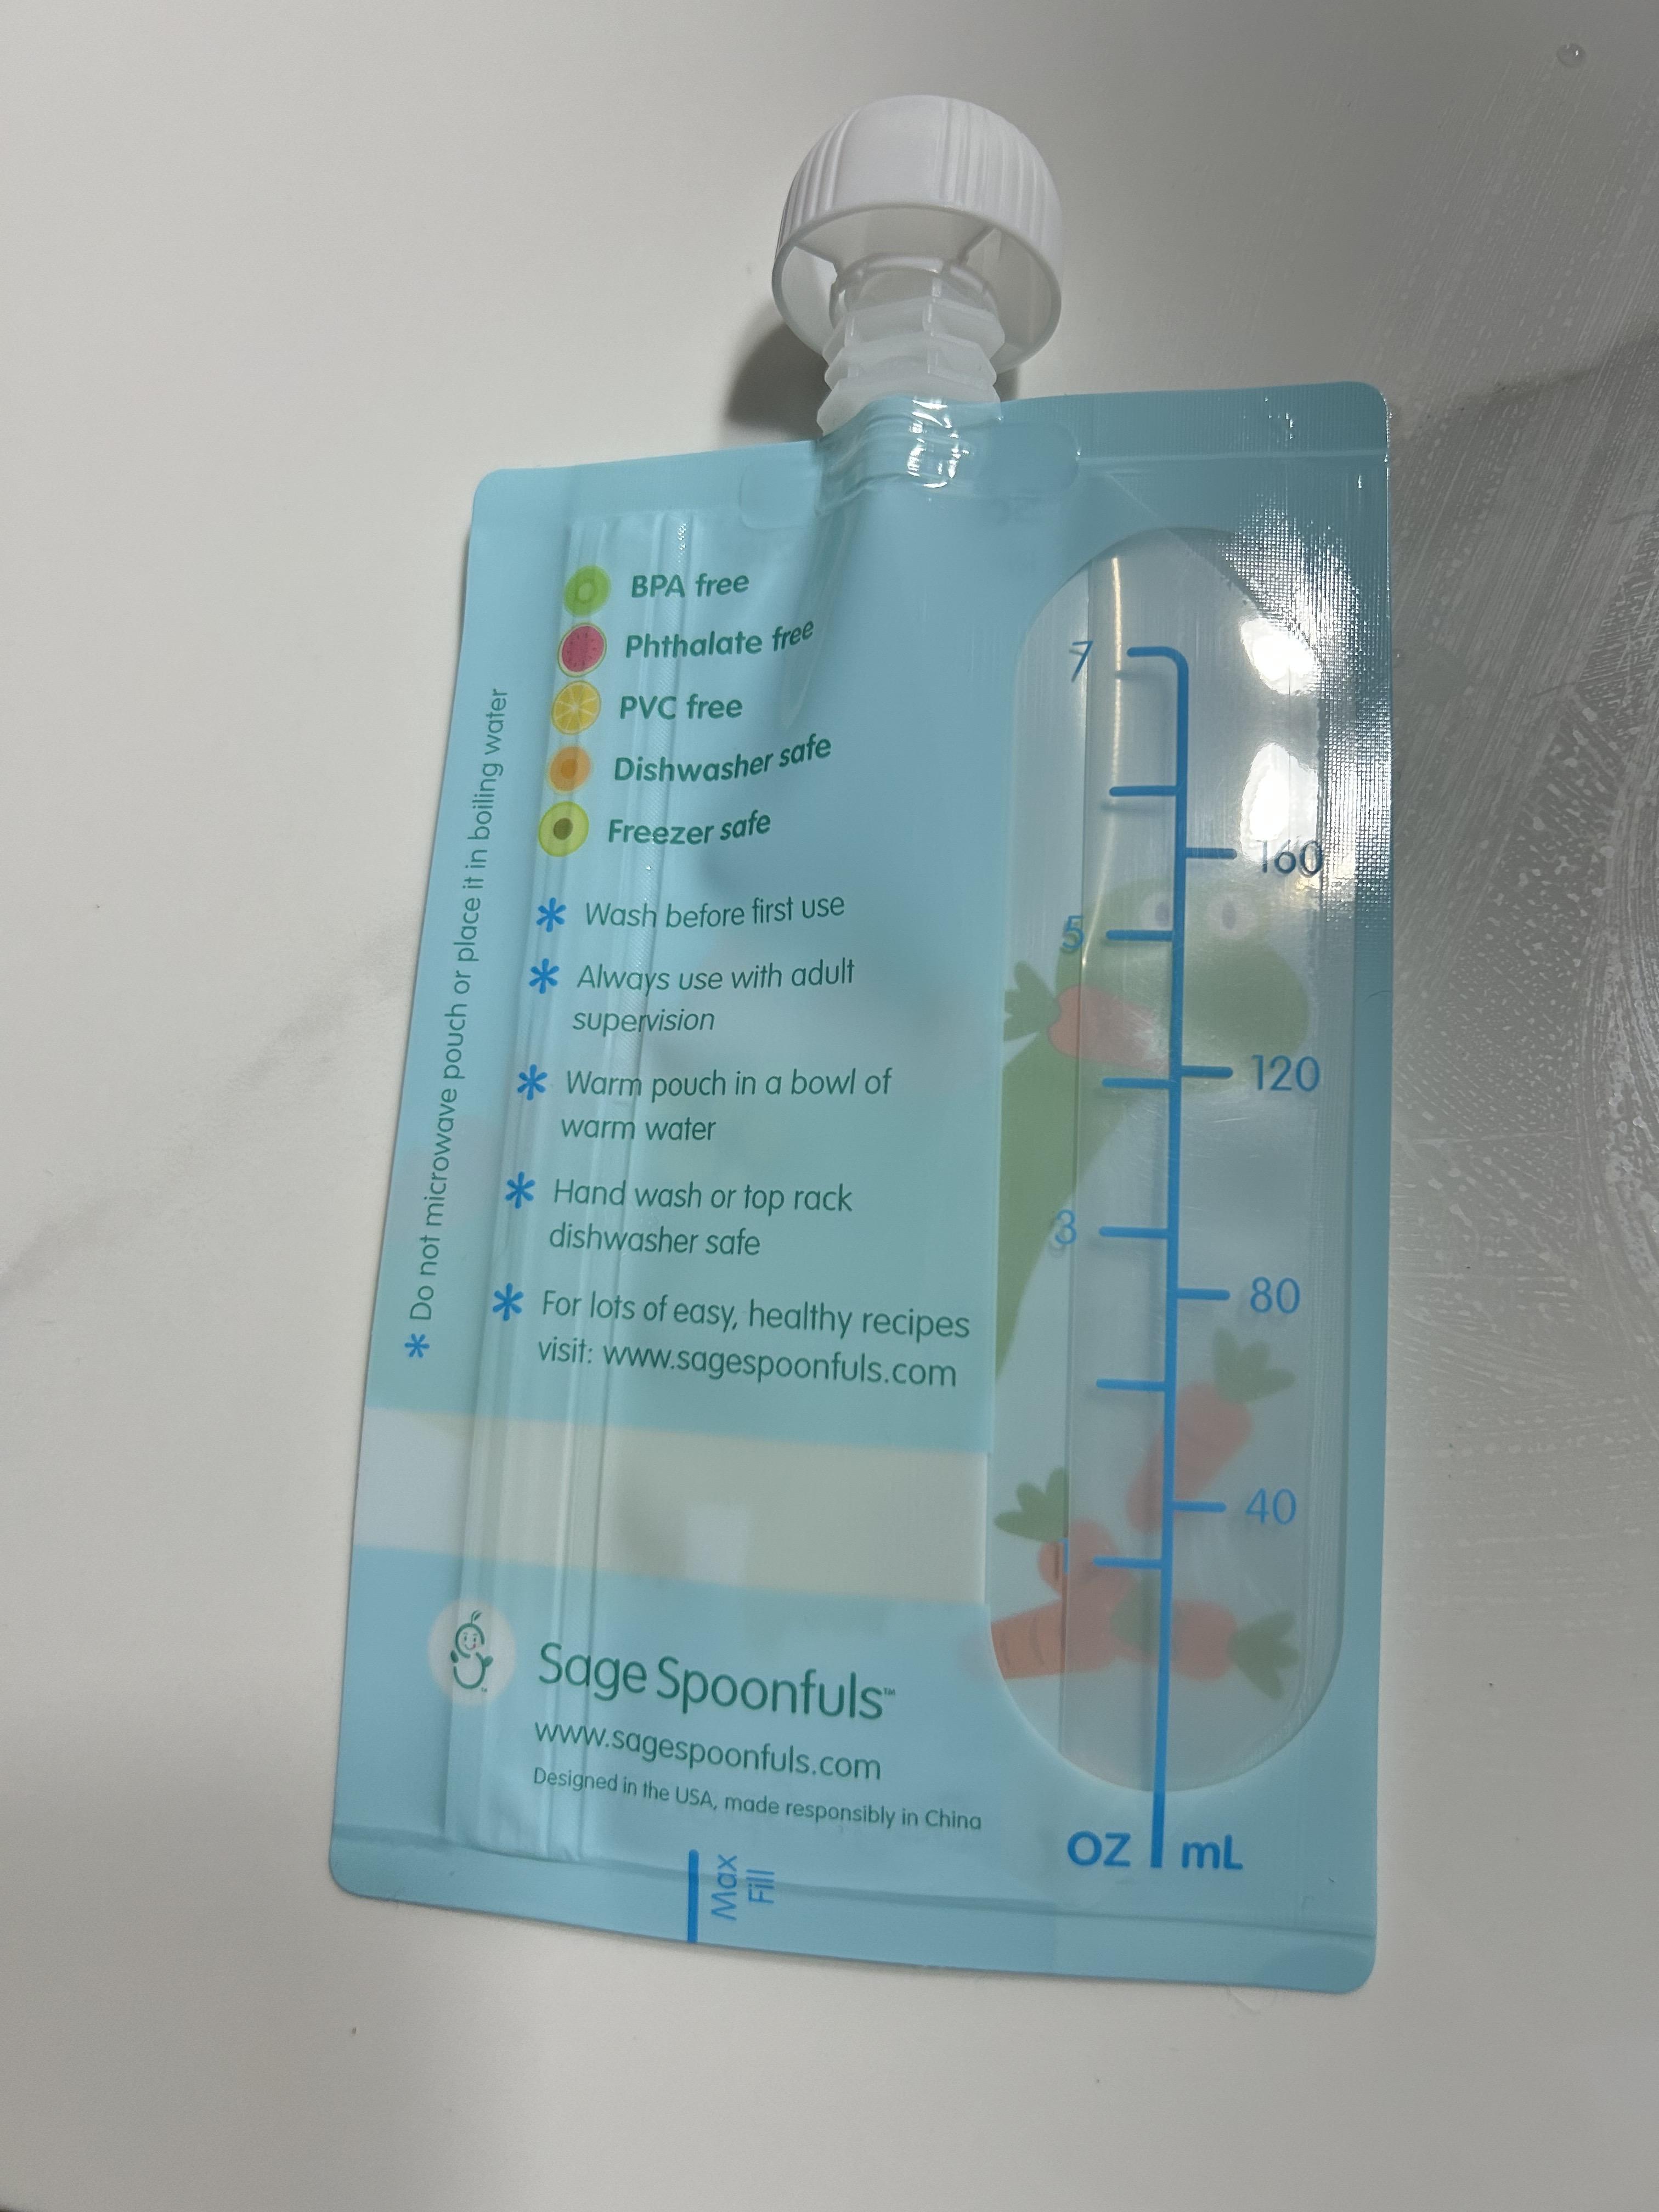 BPA free
Phthalate free
PVC free
Dishwasher safe
Freezer safe
* Wash before first use
* Always use with adult
supervision
* Warm pouch in a bowl of
warm water
* Hand wash or top rack
dishwasher safe
* For lots of easy, healthy recipes
visit: www.sagespoonfuls.com
* Do not microwave pouch or place it in boiling water
Sage Spoonfuls™
www.sagespoonfuls.com
Designed in the USA, made responsibly in China
Max
Fill
7
160
5
120
3
80
40
1
OZ mL